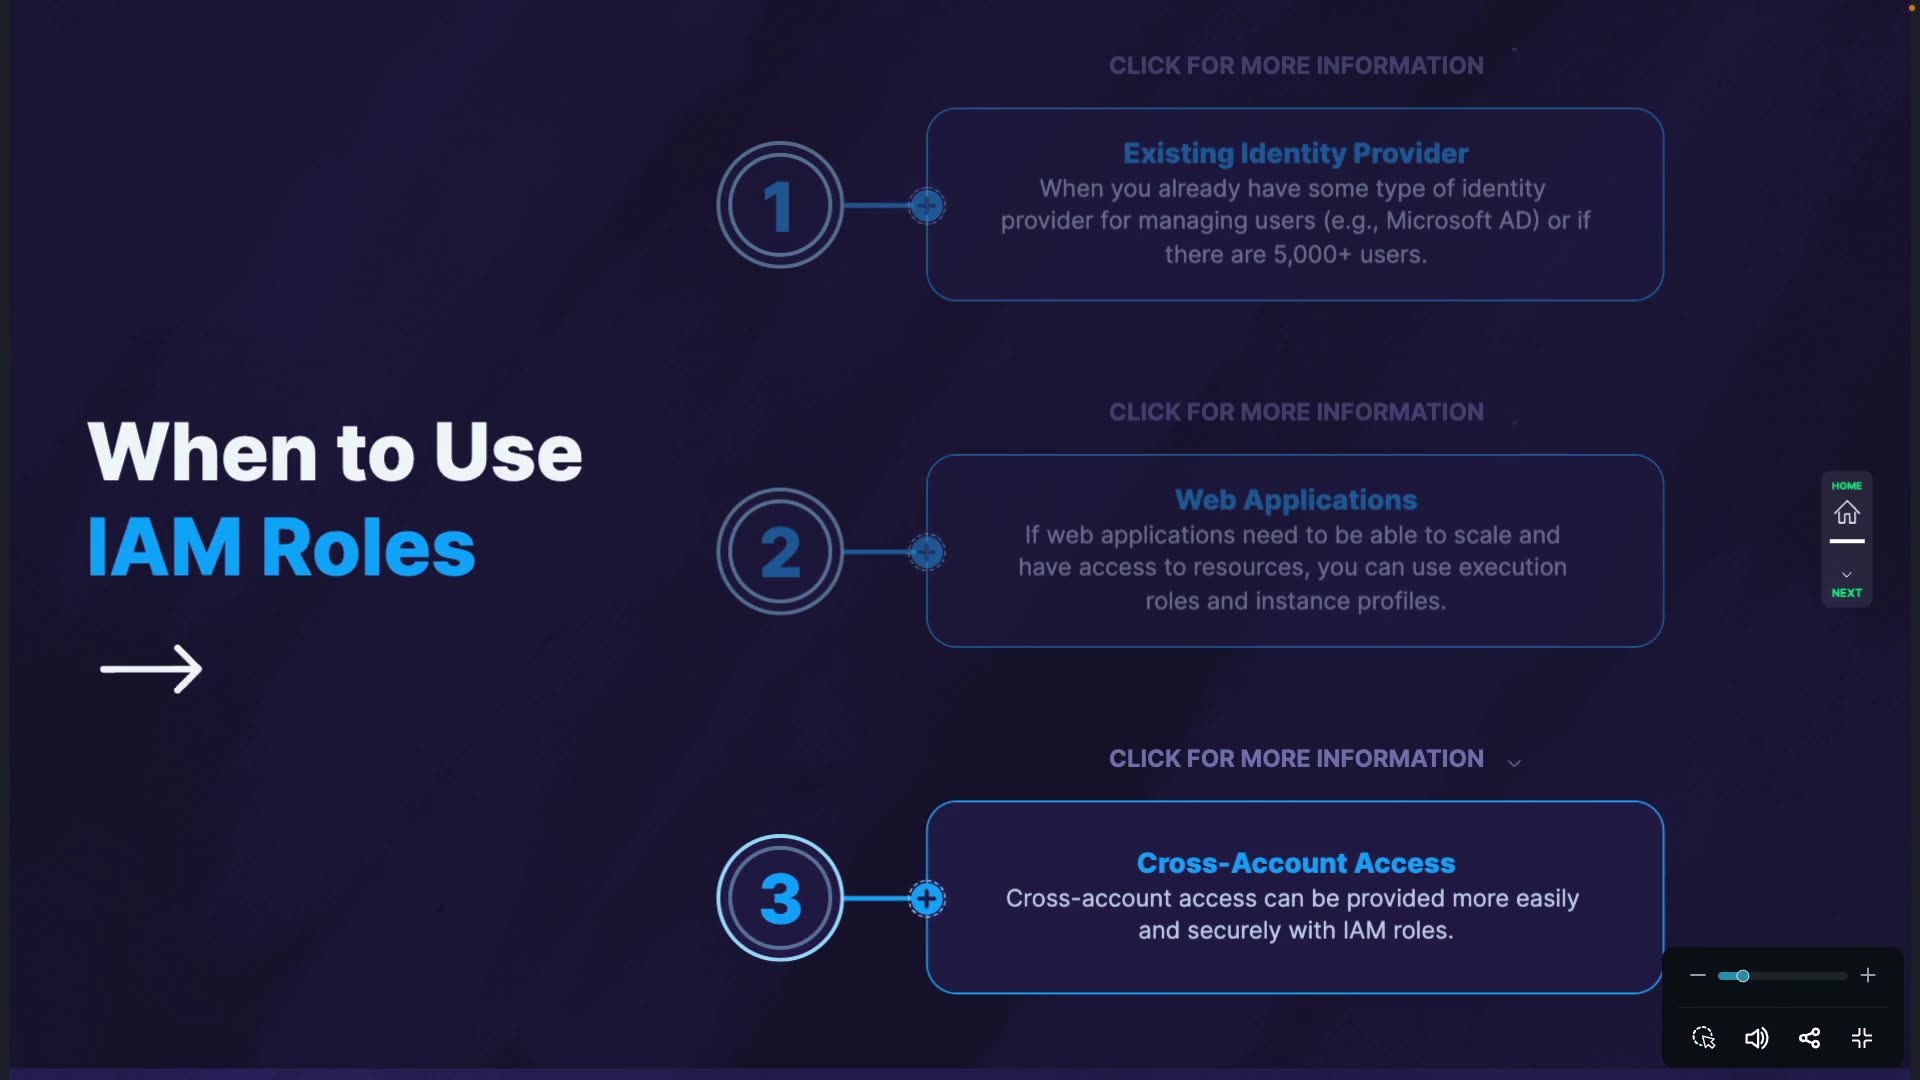 When to Use
IAM Roles
CLICK FOR MORE INFORMATION
1
Existing Identity Provider
When you already have some type of identity
provider for managing users (e.g., Microsoft AD) or if
there are 5,000+ users.
CLICK FOR MORE INFORMATION
2
Web Applications
If web applications need to be able to scale and
have access to resources, you can use execution
roles and instance profiles.
CLICK FOR MORE INFORMATION
3
Cross-Account Access
Cross-account access can be provided more easily
and securely with IAM roles.
HOME
NEXT